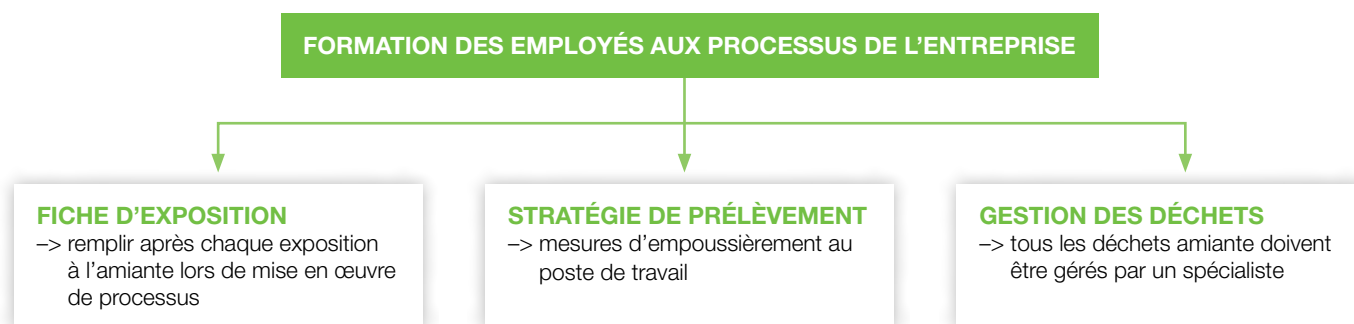 FORMATION DES EMPLOYÉS AUX PROCESSUS DE L’ENTREPRISE
FICHE D’EXPOSITION
–> remplir après chaque exposition
à l’amiante lors de mise en œuvre
de processus
STRATÉGIE DE PRÉLÈVEMENT
–> mesures d’empoussièrement au
poste de travail
GESTION DES DÉCHETS
–> tous les déchets amiante doivent
être gérés par un spécialiste